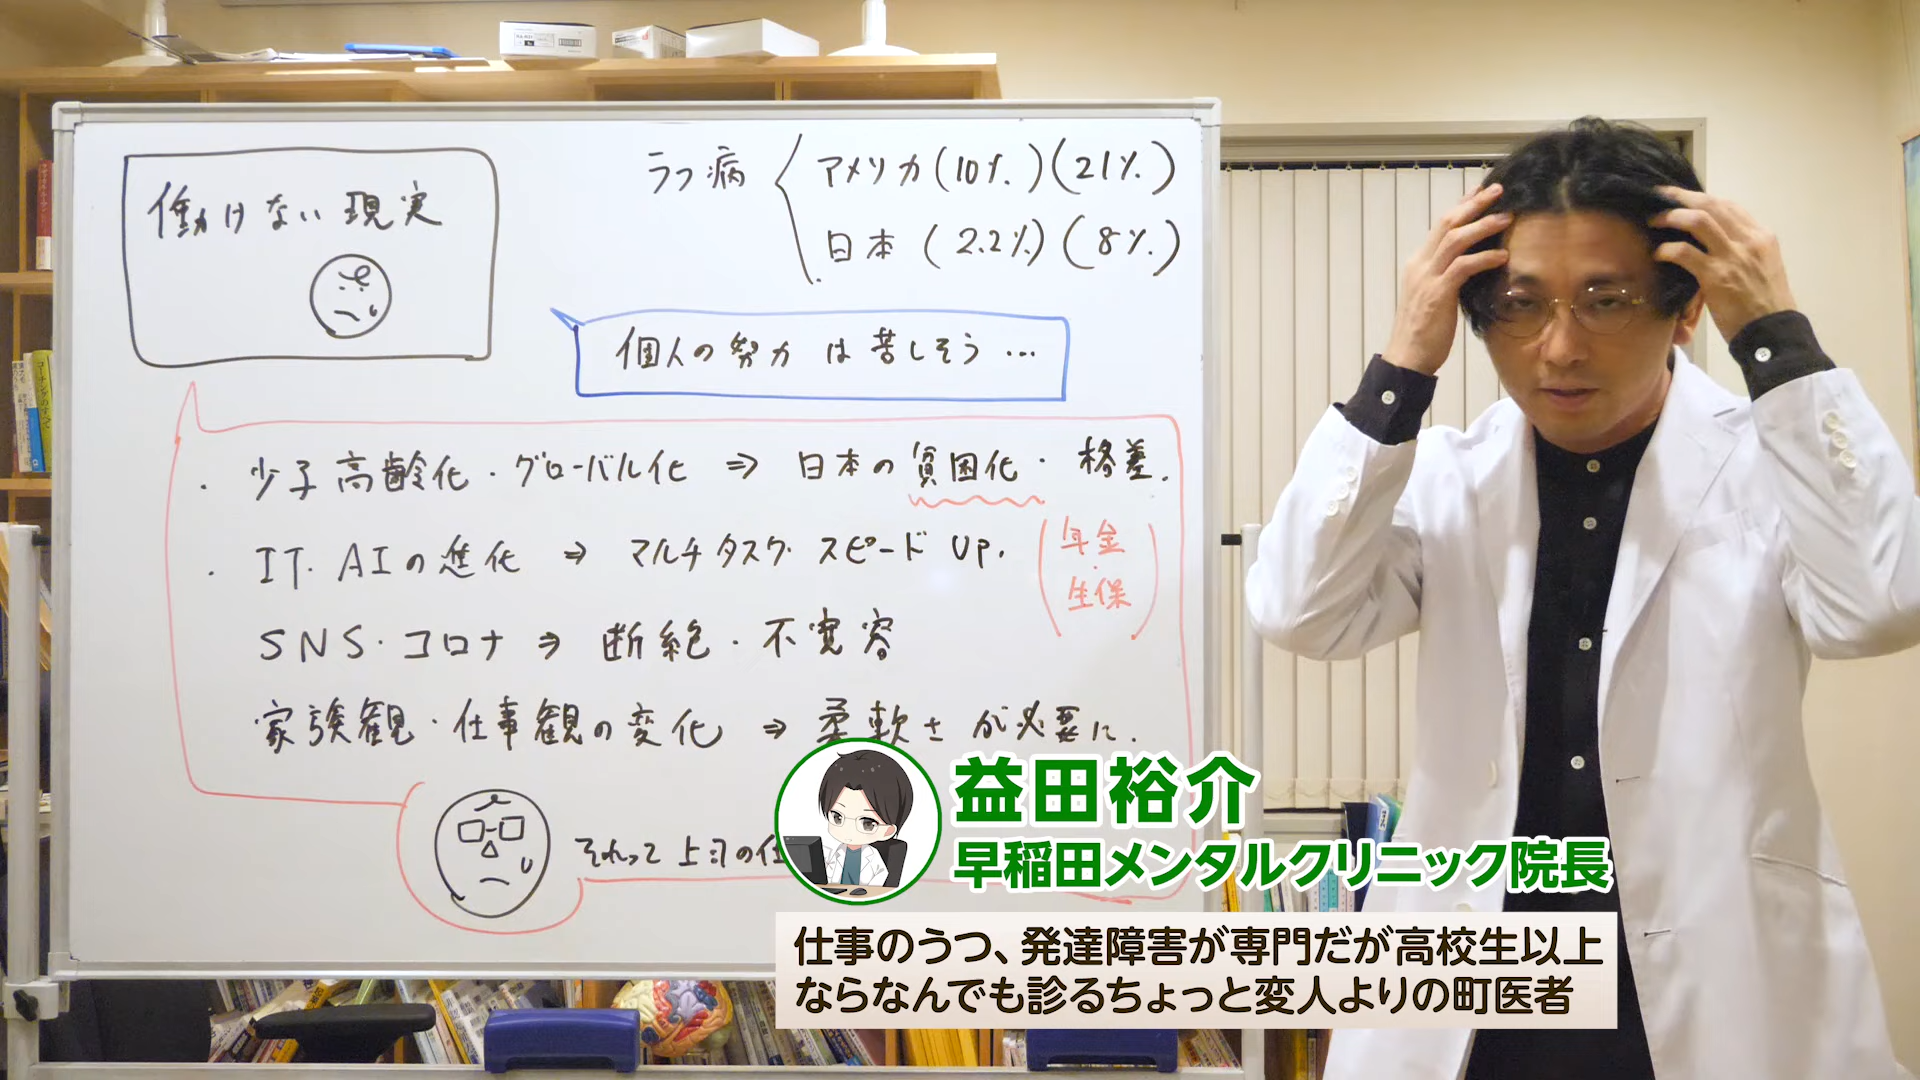 働けない現実
うつ病
アメリカ (10%) (21%)
日本 (2.2%) (8%)
個人の努力 は 苦しそう…
・少子高齢化・グローバル化 ⇒ 日本の貧困化・格差.
・IT・AIの進化 ⇒ マルチタスク・スピード UP.
(年金・生保)
SNS・コロナ ⇒ 断絶・不寛容
家族観・仕事観の変化 ⇒ 柔軟さが必要に.
それって上司の仕
益田裕介
早稲田メンタルクリニック院長
仕事のうつ、発達障害が専門だが高校生以上
ならなんでも診るちょっと変人よりの町医者